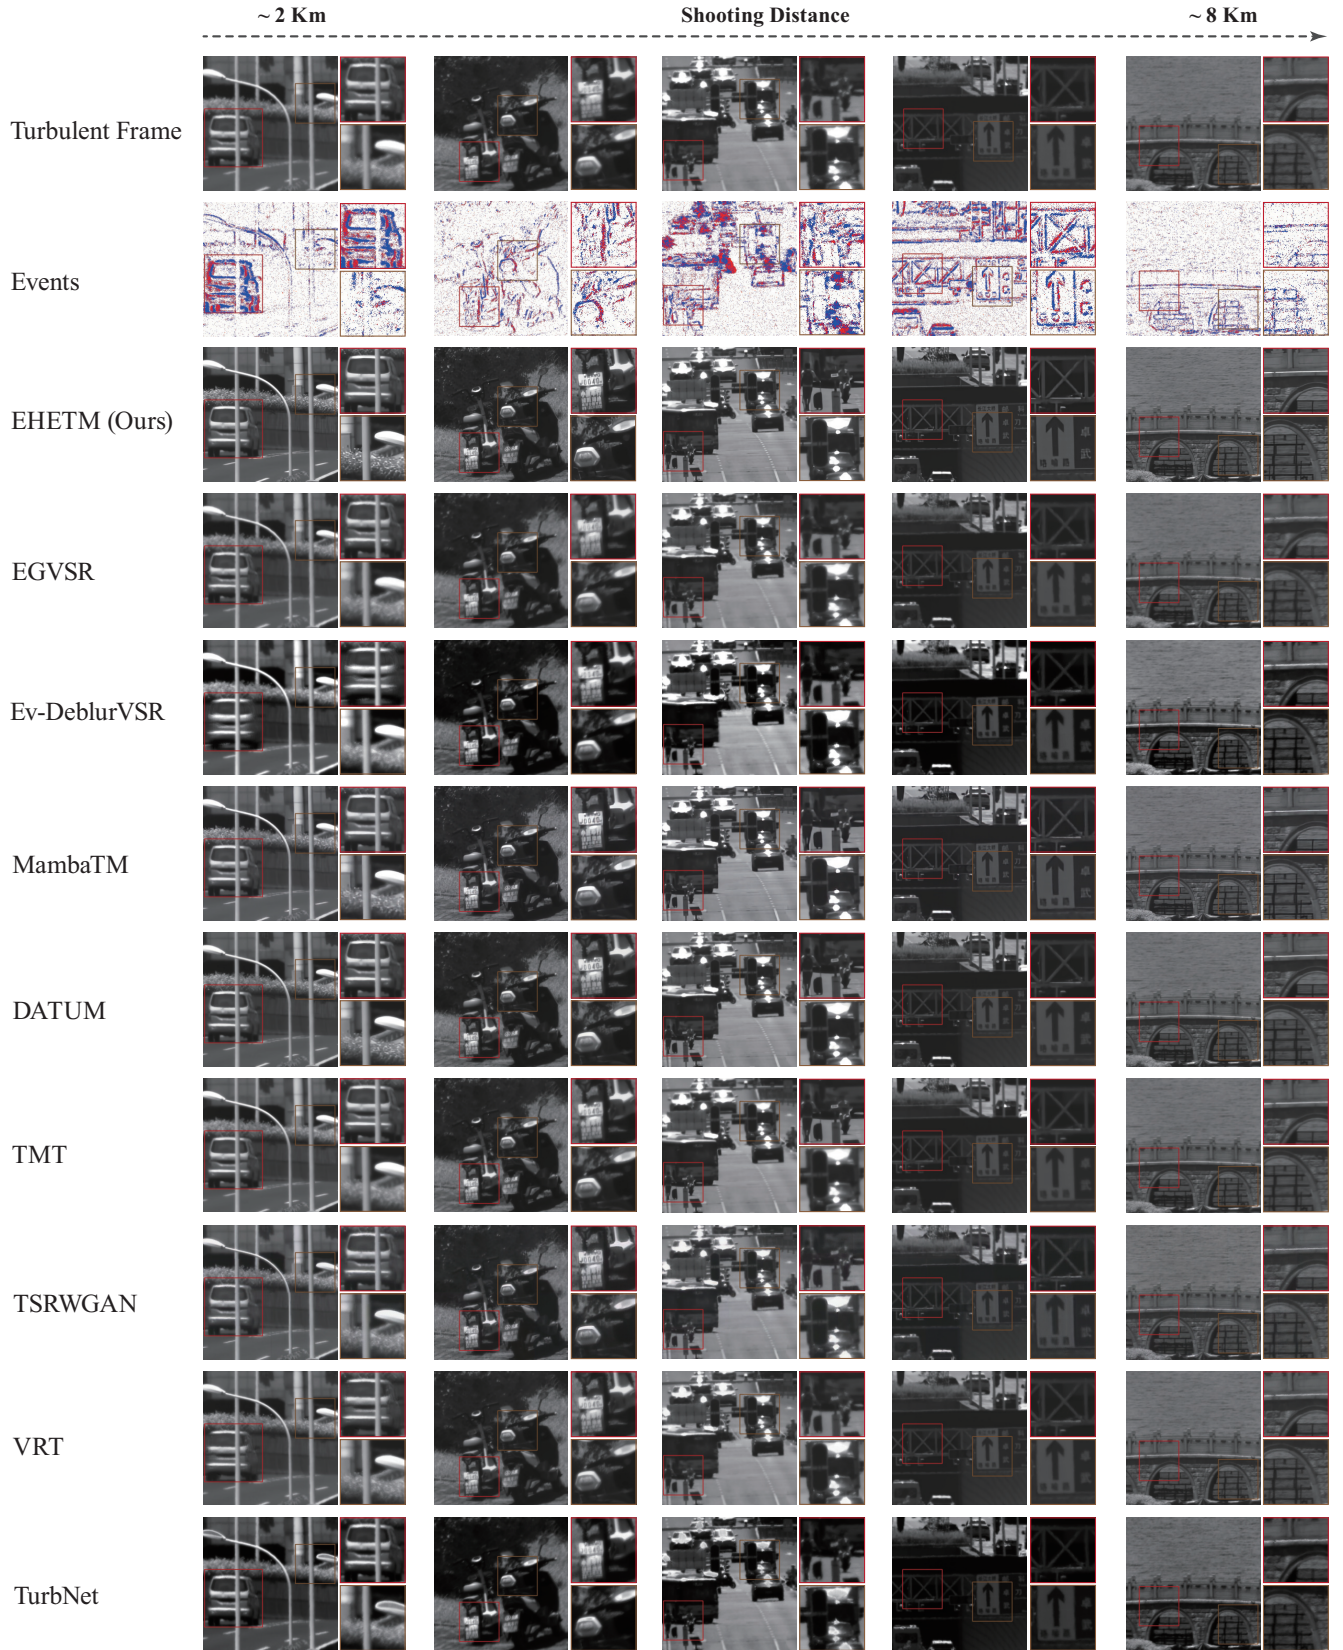 ~ 2 Km
Shooting Distance
~ 8 Km
Turbulent Frame
Events
EHETM (Ours)
EGVSR
Ev-DeblurVSR
MambaTM
DATUM
TMT
TSRWGAN
VRT
TurbNet